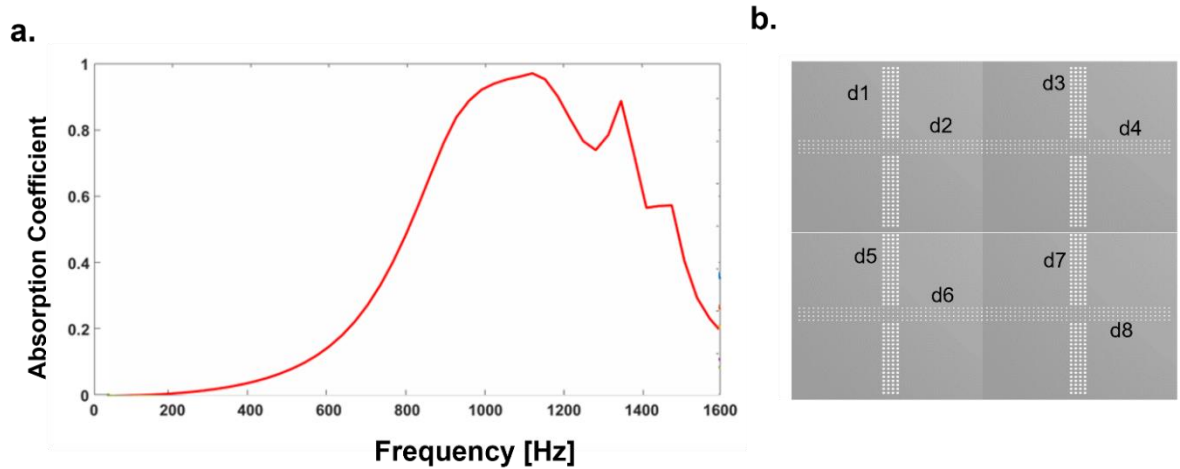 a.
b.
1
0.8
0.6
0.4
0.2
0
Absorption Coefficient
0 200 400 600 800 1000 1200 1400 1600
Frequency [Hz]
d1
d2
d3
d4
d5
d6
d7
d8